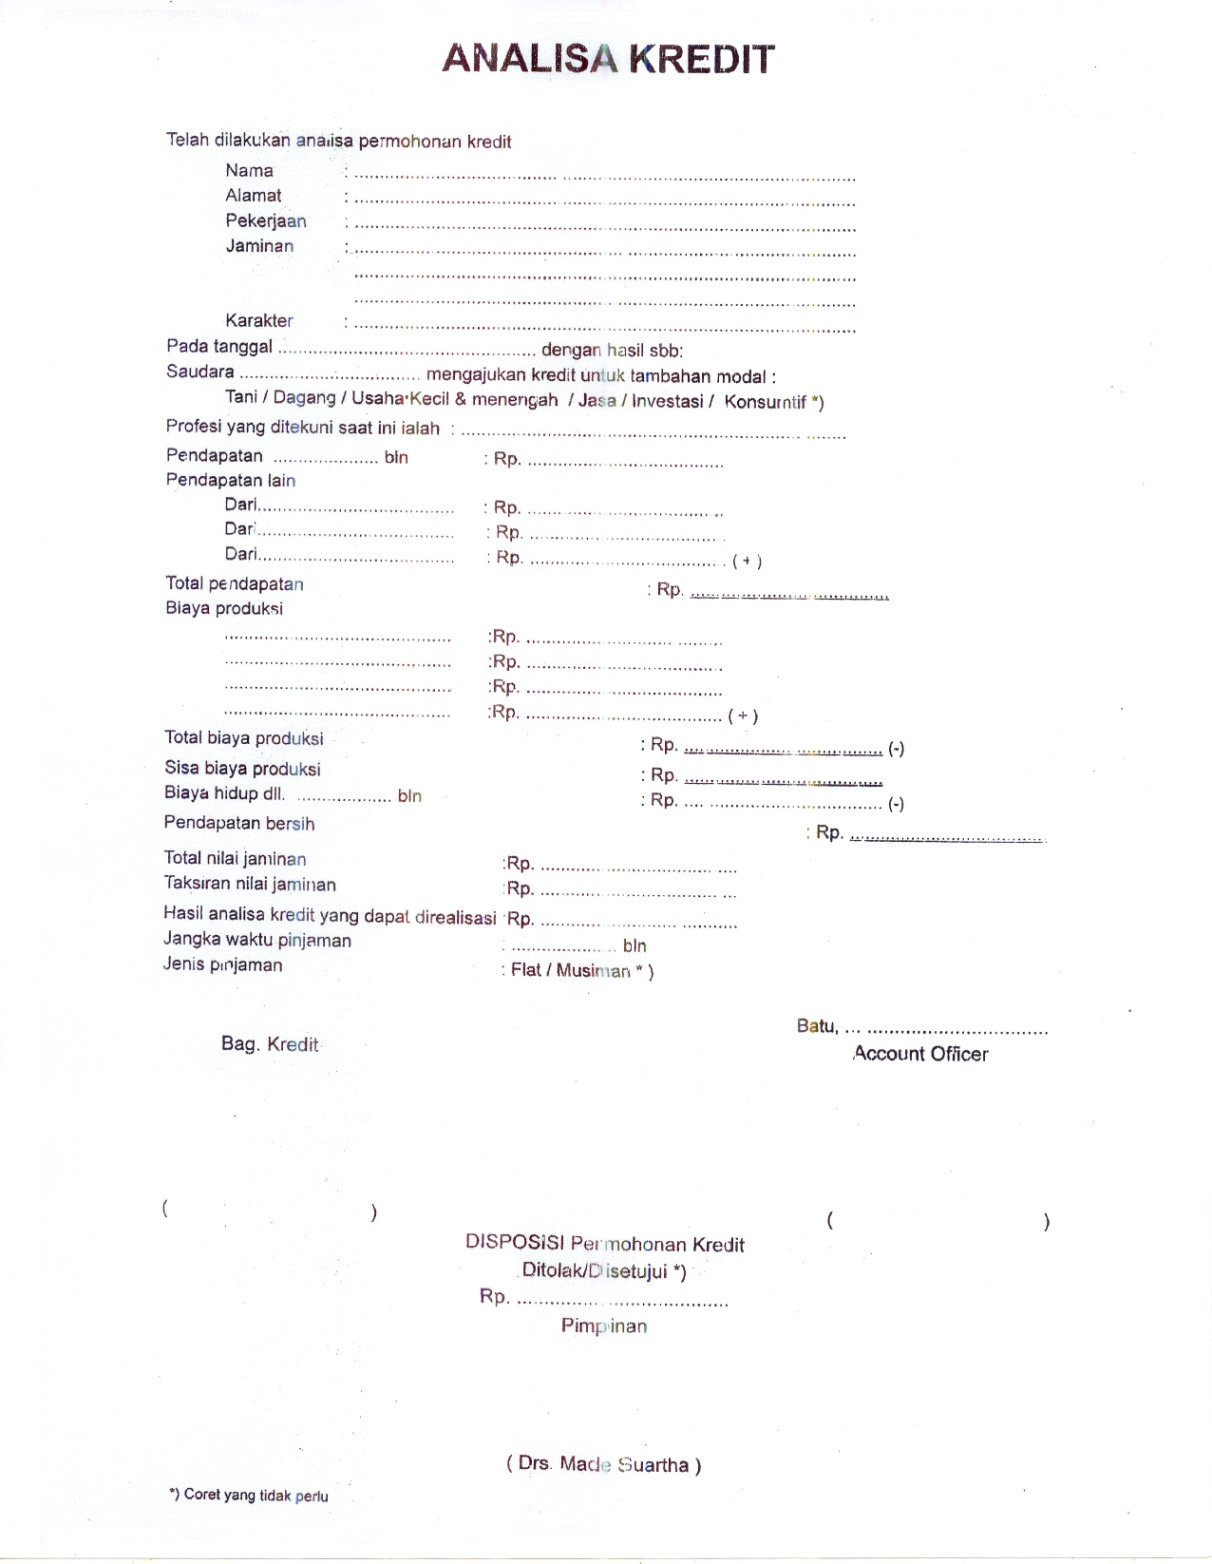 ANALISA KREDIT
Telah dilakukan analisa permohonan kredit
Nama : ........................................
Alamat : ........................................
Pekerjaan : ........................................
Jaminan : ........................................
........................................
........................................
Karakter : ........................................
Pada tanggal ........................................ dengan hasil sbb:
Saudara .............................. mengajukan kredit untuk tambahan modal :
Tani / Dagang / Usaha Kecil & menengah / Jasa / Investasi / Konsumtif *)
Profesi yang ditekuni saat ini ialah : ........................................
Pendapatan .................... bln : Rp. ..............................
Pendapatan lain
Dari.............................. : Rp. ..............................
Dari.............................. : Rp. ..............................
Dari.............................. : Rp. .............................. ( + )
Total pendapatan : Rp. ..............................
Biaya produksi
.............................. :Rp. ..............................
.............................. :Rp. ..............................
.............................. :Rp. ..............................
.............................. :Rp. .............................. ( + )
Total biaya produksi : Rp. .............................. (-)
Sisa biaya produksi : Rp. ..............................
Biaya hidup dll. .................. bln : Rp. .............................. (-)
Pendapatan bersih : Rp. ..............................
Total nilai jaminan :Rp. ..............................
Taksiran nilai jaminan :Rp. ..............................
Hasil analisa kredit yang dapat direalisasi :Rp. ..............................
Jangka waktu pinjaman : .................... bln
Jenis pinjaman : Flat / Musiman * )
Batu, ... ..............................
Bag. Kredit Account Officer
( ) ( )
DISPOSISI Permohonan Kredit
Ditolak/Disetujui *)
Rp. ..............................
Pimpinan
( Drs. Made Suartha )
*) Coret yang tidak perlu